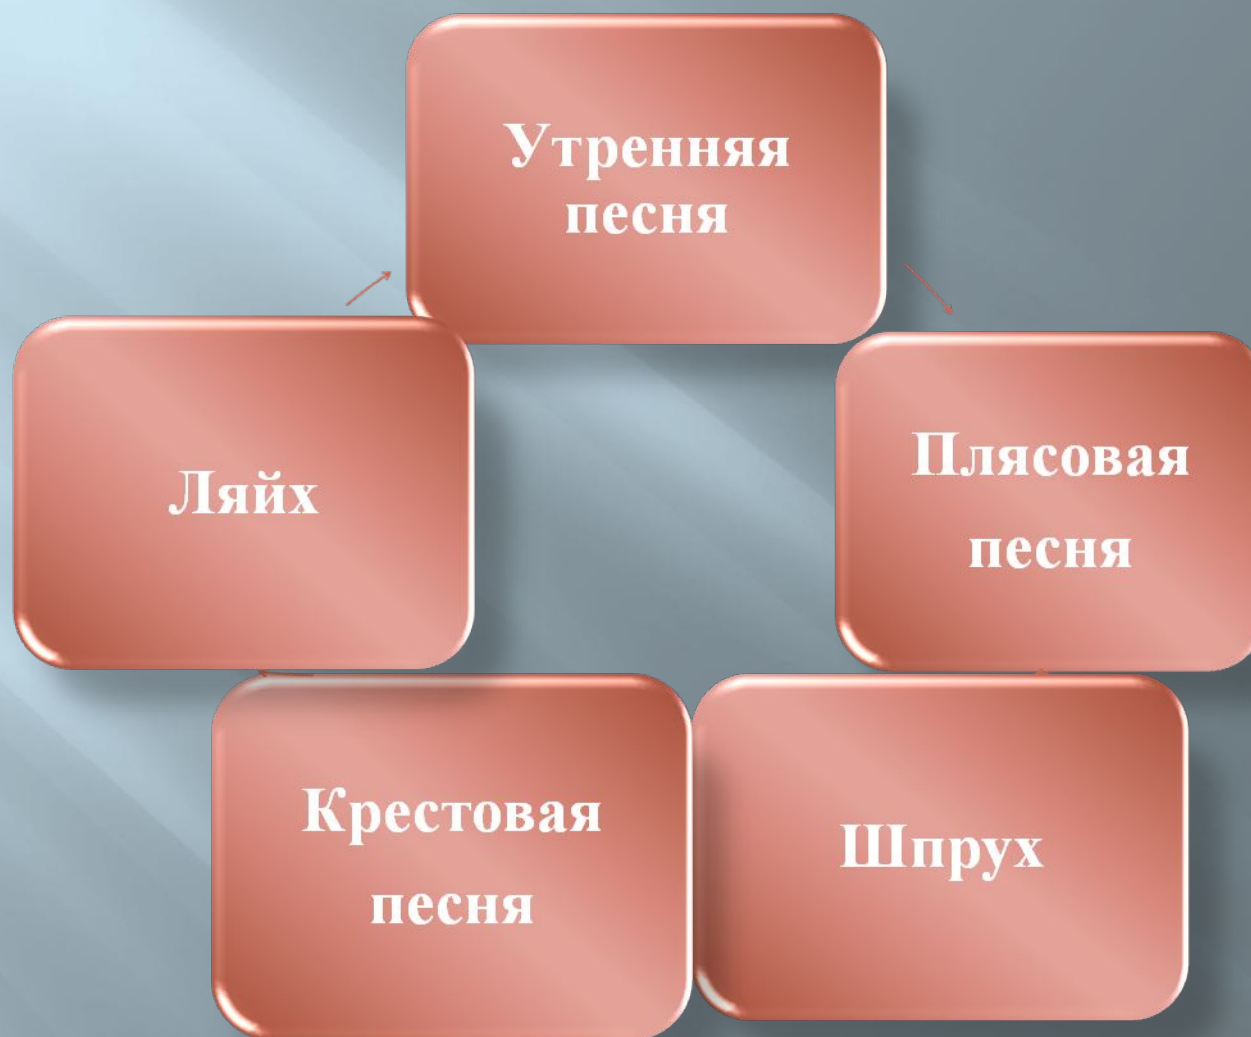 Утренняя
песня
Плясовая
песня
Шпрух
Крестовая
песня
Ляйх